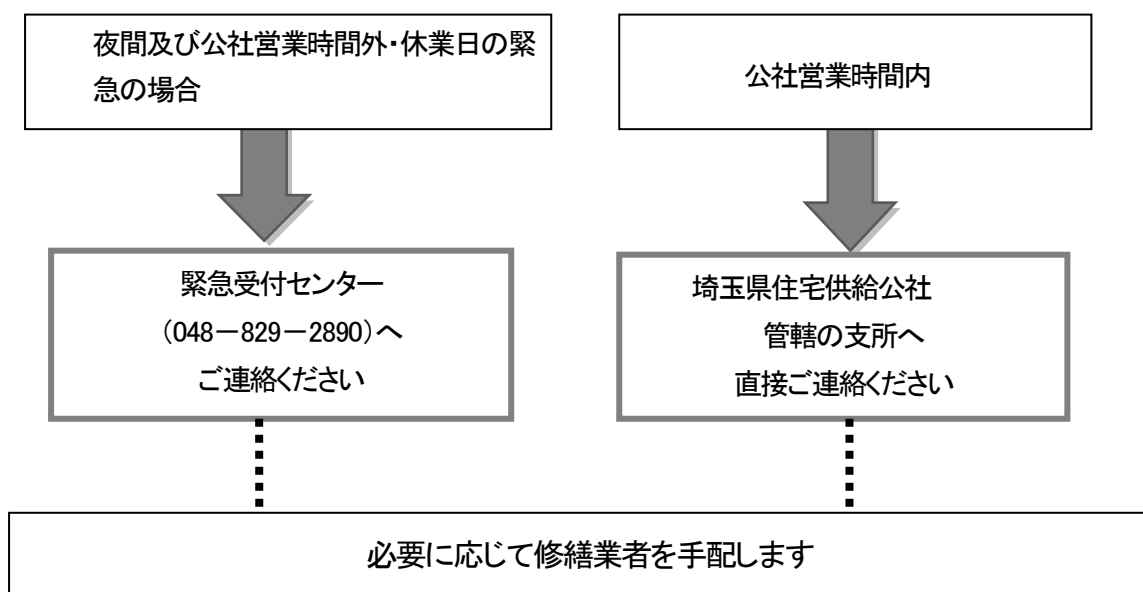 夜間及び公社営業時間外・休業日の緊
急の場合
公社営業時間内
緊急受付センター
（048－829－2890）へ
ご連絡ください
埼玉県住宅供給公社
管轄の支所へ
直接ご連絡ください
必要に応じて修繕業者を手配します